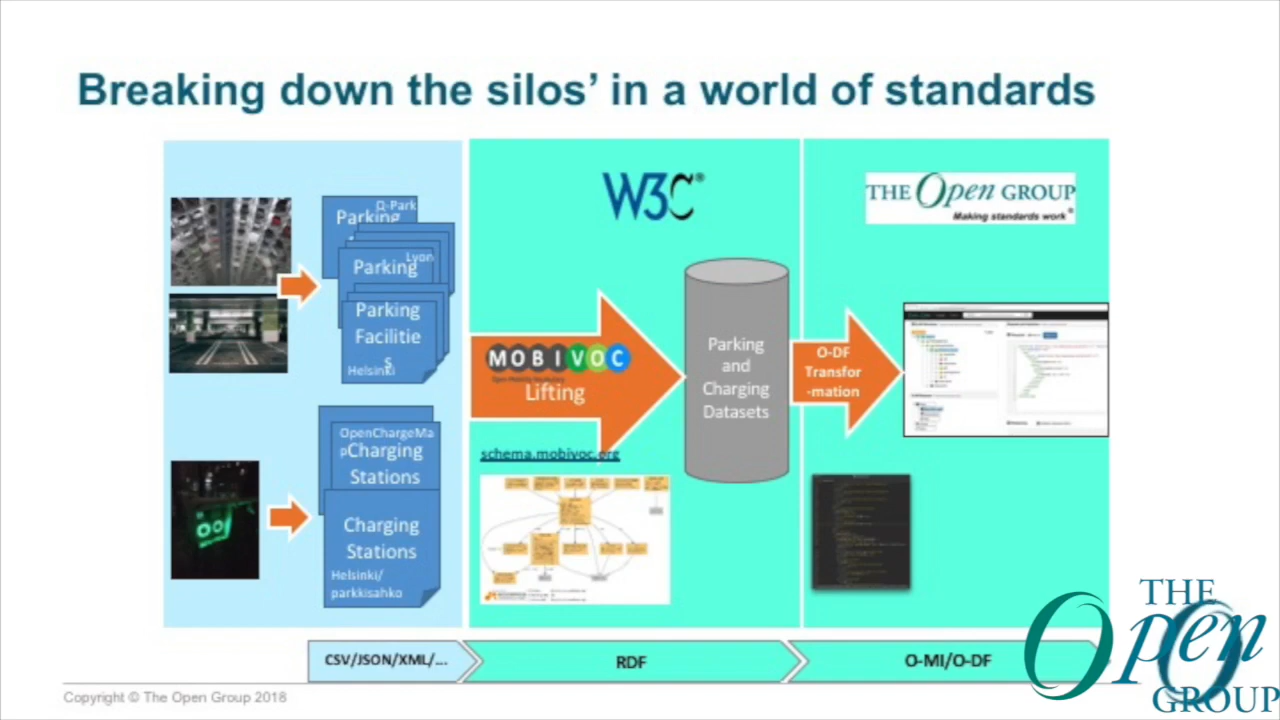 Breaking down the silos’ in a world of standards
Q-Park
Parking
Lyon
Parking
Parking
Facilitie
s
Helsinki
OpenChargeMa
p
Charging
Stations
Charging
Stations
Helsinki/
parkkisahko
W3C®
MOBIVOC
Lifting
schema.mobivoc.org
Parking
and
Charging
Datasets
THE Open GROUP
Making standards work®
O-DF
Transfor
-mation
CSV/JSON/XML/...
RDF
O-MI/O-DF
Copyright © The Open Group 2018
THE
Open
GROUP